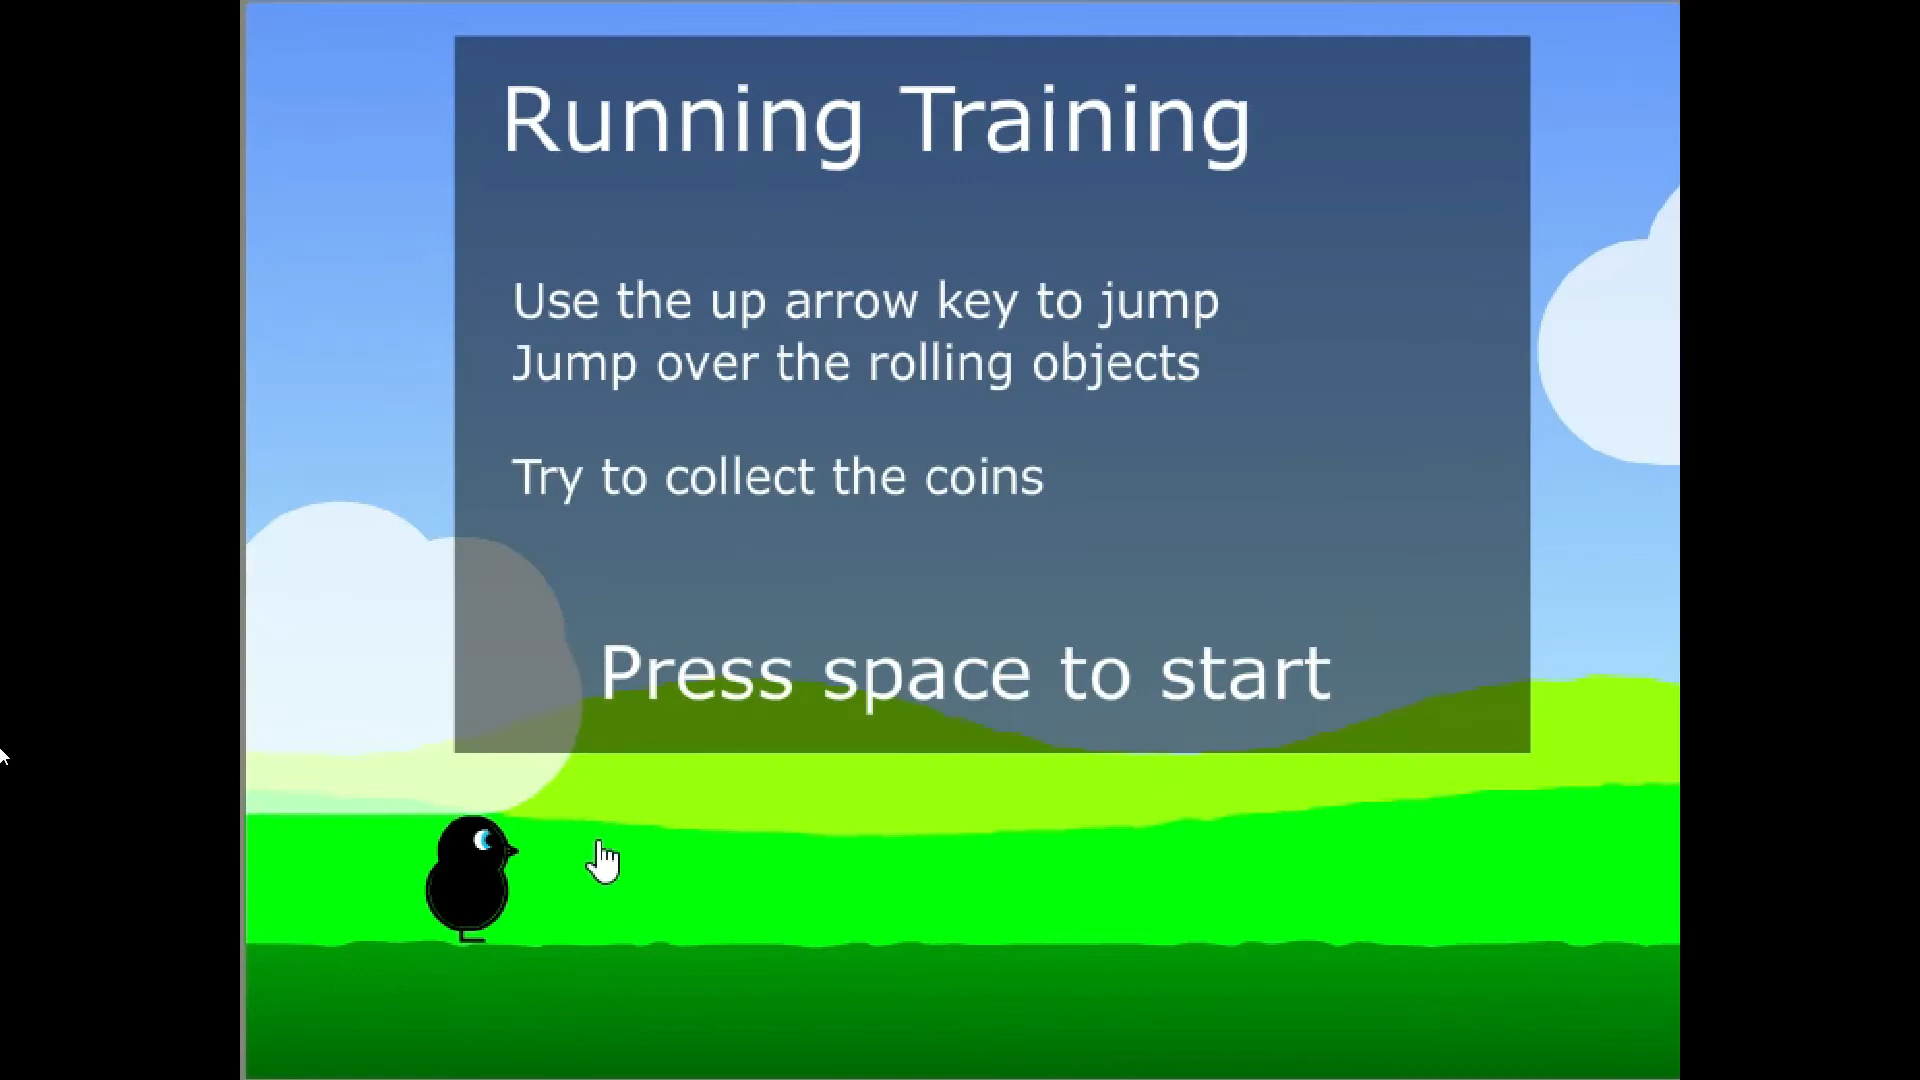 Running Training
Use the up arrow key to jump
Jump over the rolling objects
Try to collect the coins
Press space to start